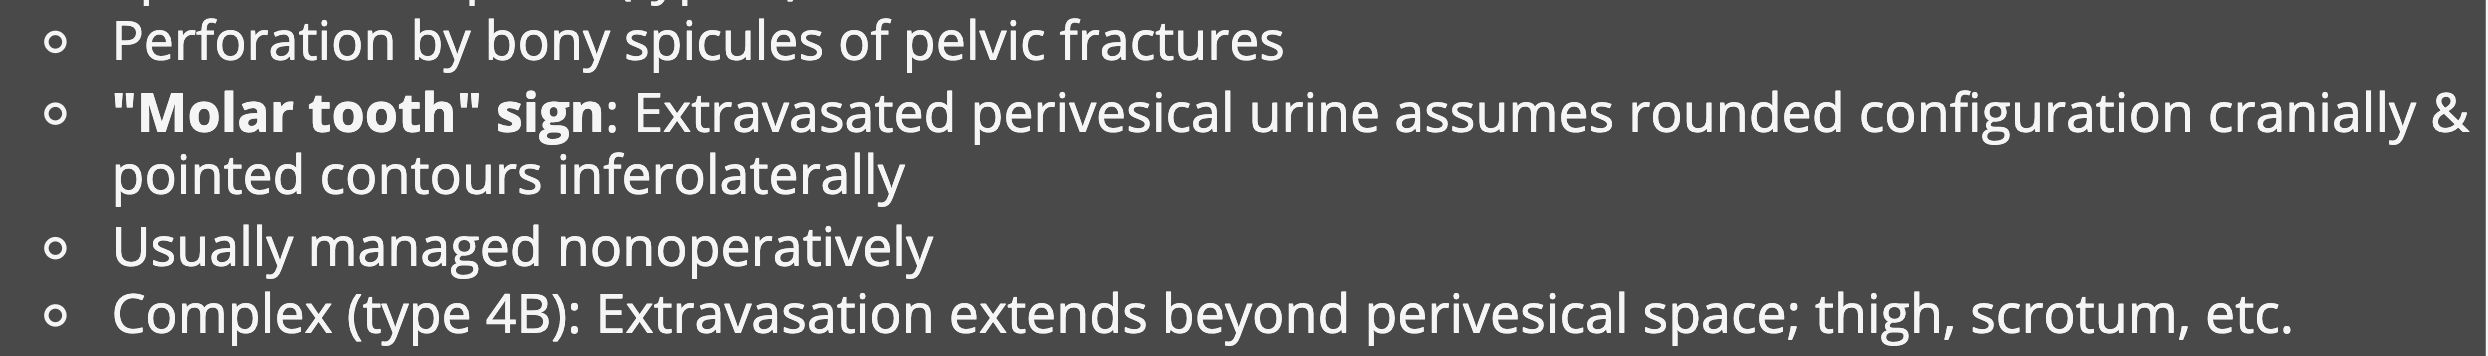 Perforation by bony spicules of pelvic fractures
"Molar tooth" sign: Extravasated perivesical urine assumes rounded configuration cranially &
pointed contours inferolaterally
Usually managed nonoperatively
Complex (type 4B): Extravasation extends beyond perivesical space; thigh, scrotum, etc.